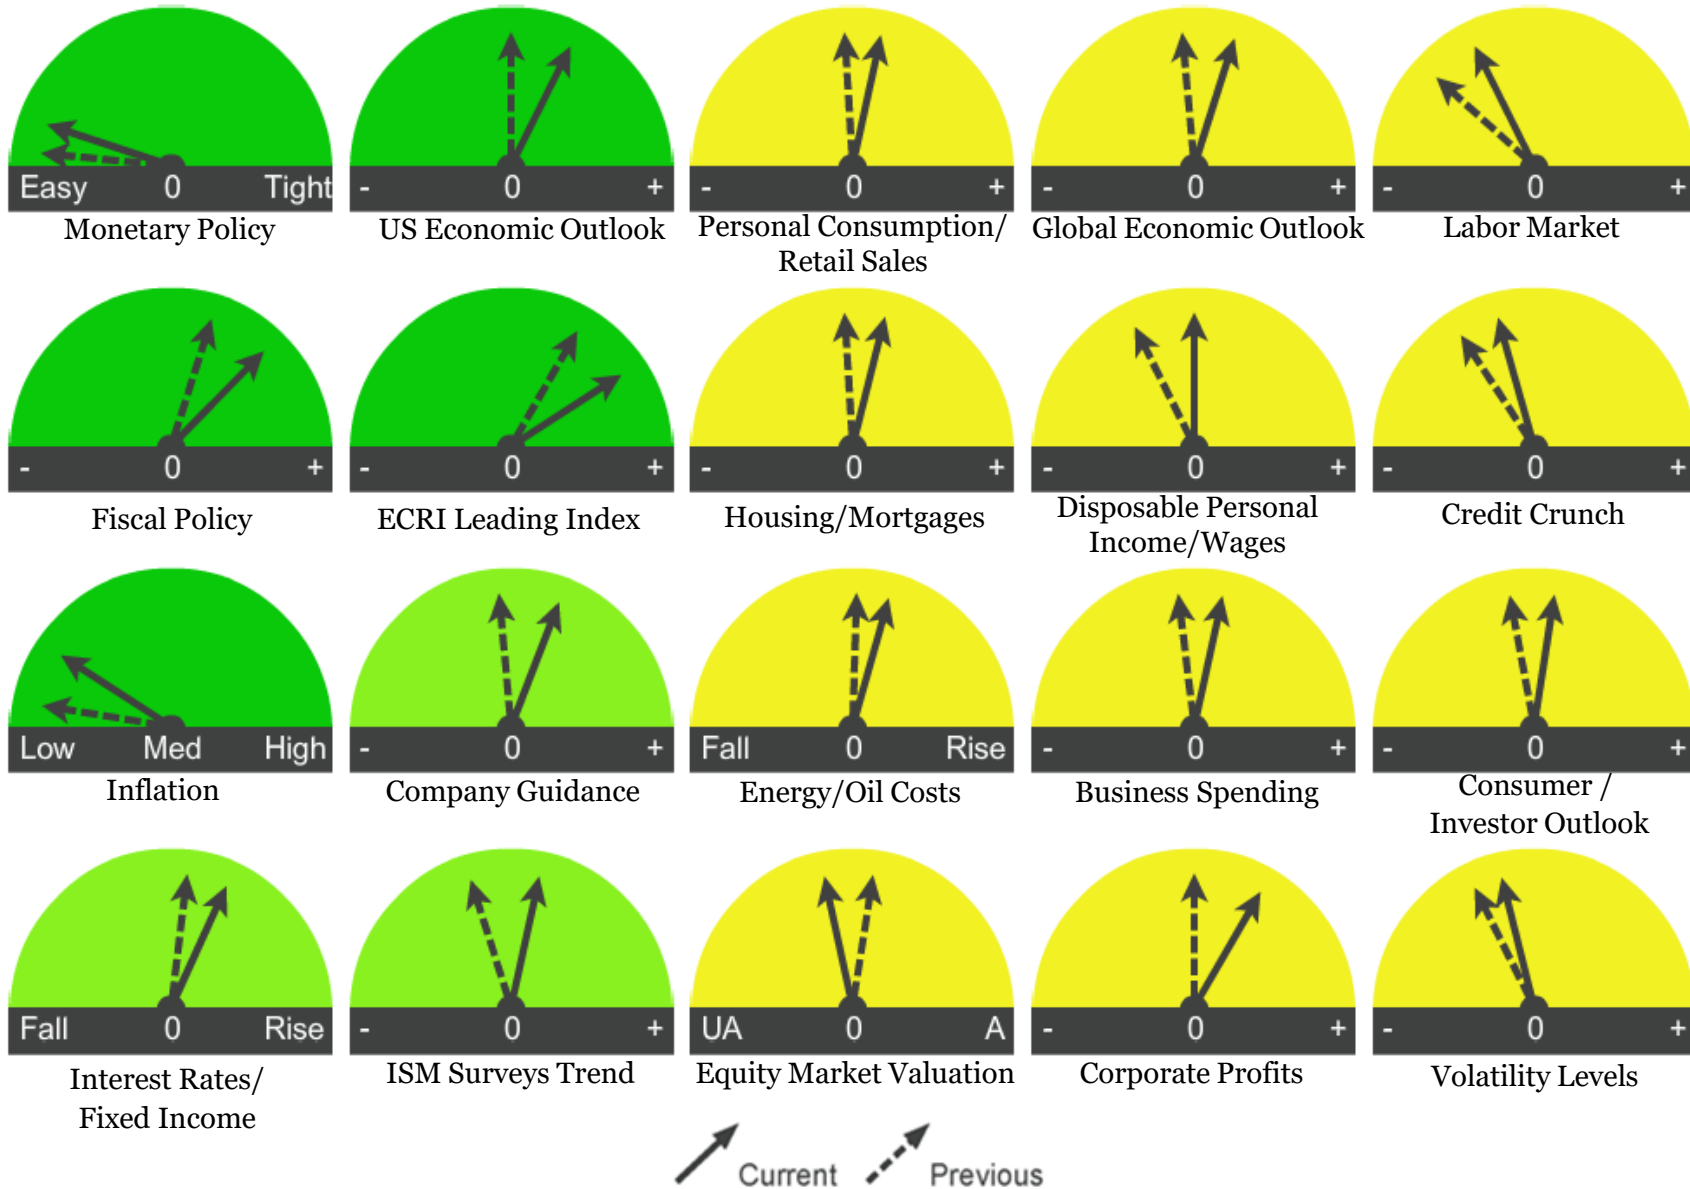 Easy 0 Tight
Monetary Policy
- 0 +
US Economic Outlook
- 0 +
Personal Consumption/
Retail Sales
- 0 +
Global Economic Outlook
- 0 +
Labor Market
- 0 +
Fiscal Policy
- 0 +
ECRI Leading Index
- 0 +
Housing/Mortgages
- 0 +
Disposable Personal
Income/Wages
- 0 +
Credit Crunch
Low Med High
Inflation
- 0 +
Company Guidance
Fall 0 Rise
Energy/Oil Costs
- 0 +
Business Spending
- 0 +
Consumer /
Investor Outlook
Fall 0 Rise
Interest Rates/
Fixed Income
- 0 +
ISM Surveys Trend
UA 0 A
Equity Market Valuation
- 0 +
Corporate Profits
- 0 +
Volatility Levels
Current
Previous